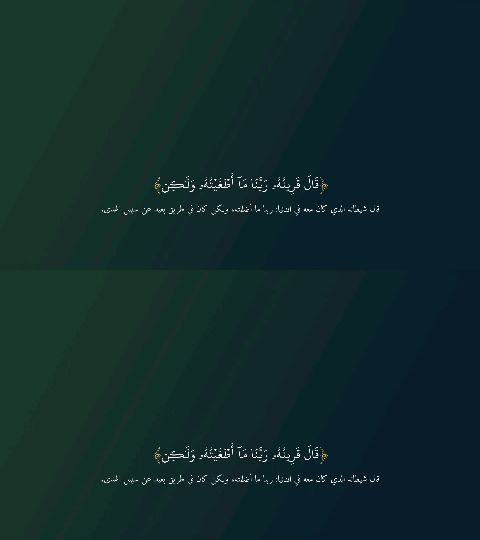 ﴿قَالَ قَرِينُهُۥ رَبَّنَا مَآ أَطْغَيْتُهُۥ وَلَٰكِن﴾
قال شيطانه الذي كان معه في الدنيا: ربنا ما أضللته، ولكن كان في طريق بعيد عن سبيل الهدى.
﴿قَالَ قَرِينُهُۥ رَبَّنَا مَآ أَطْغَيْتُهُۥ وَلَٰكِن﴾
قال شيطانه الذي كان معه في الدنيا: ربنا ما أضللته، ولكن كان في طريق بعيد عن سبيل الهدى.